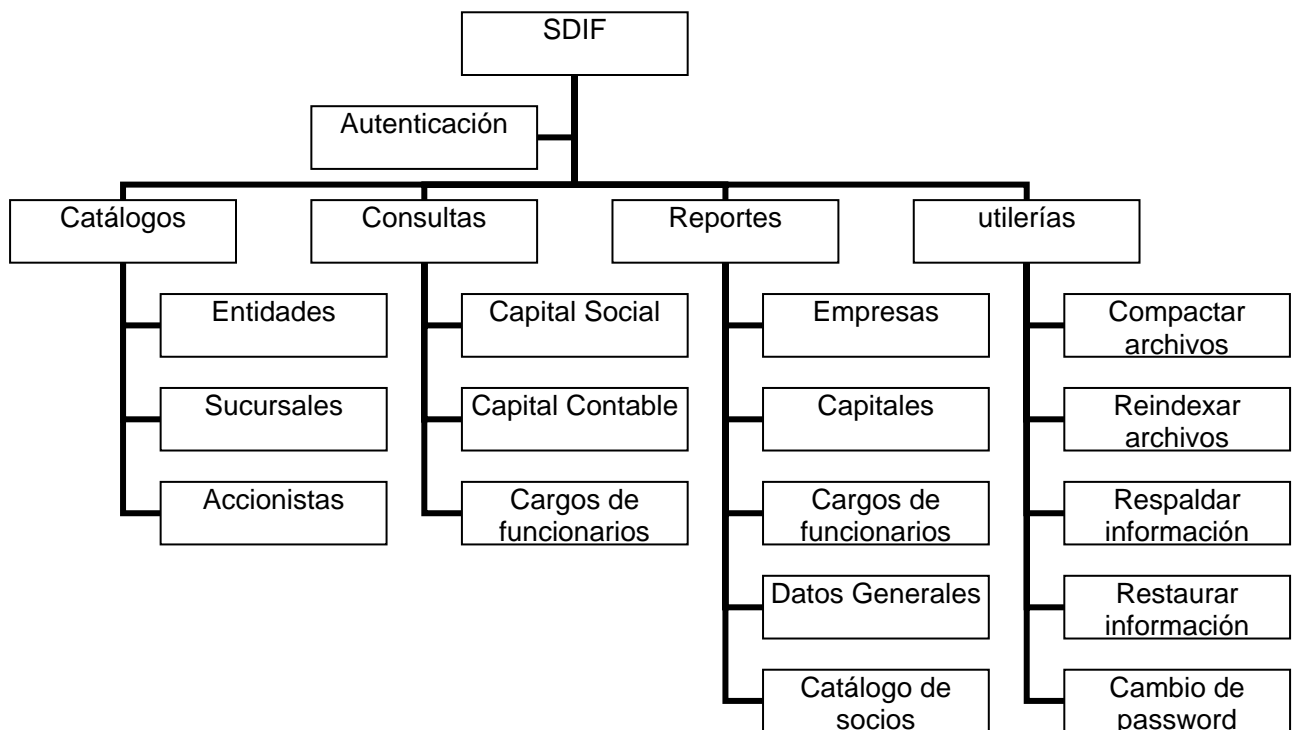 SDIF
Autenticación
Catálogos
Consultas
Reportes
utilerías
Entidades
Capital Social
Empresas
Compactar
archivos
Sucursales
Capital Contable
Capitales
Reindexar
archivos
Accionistas
Cargos de
funcionarios
Cargos de
funcionarios
Respaldar
información
Datos Generales
Restaurar
información
Catálogo de
socios
Cambio de
password